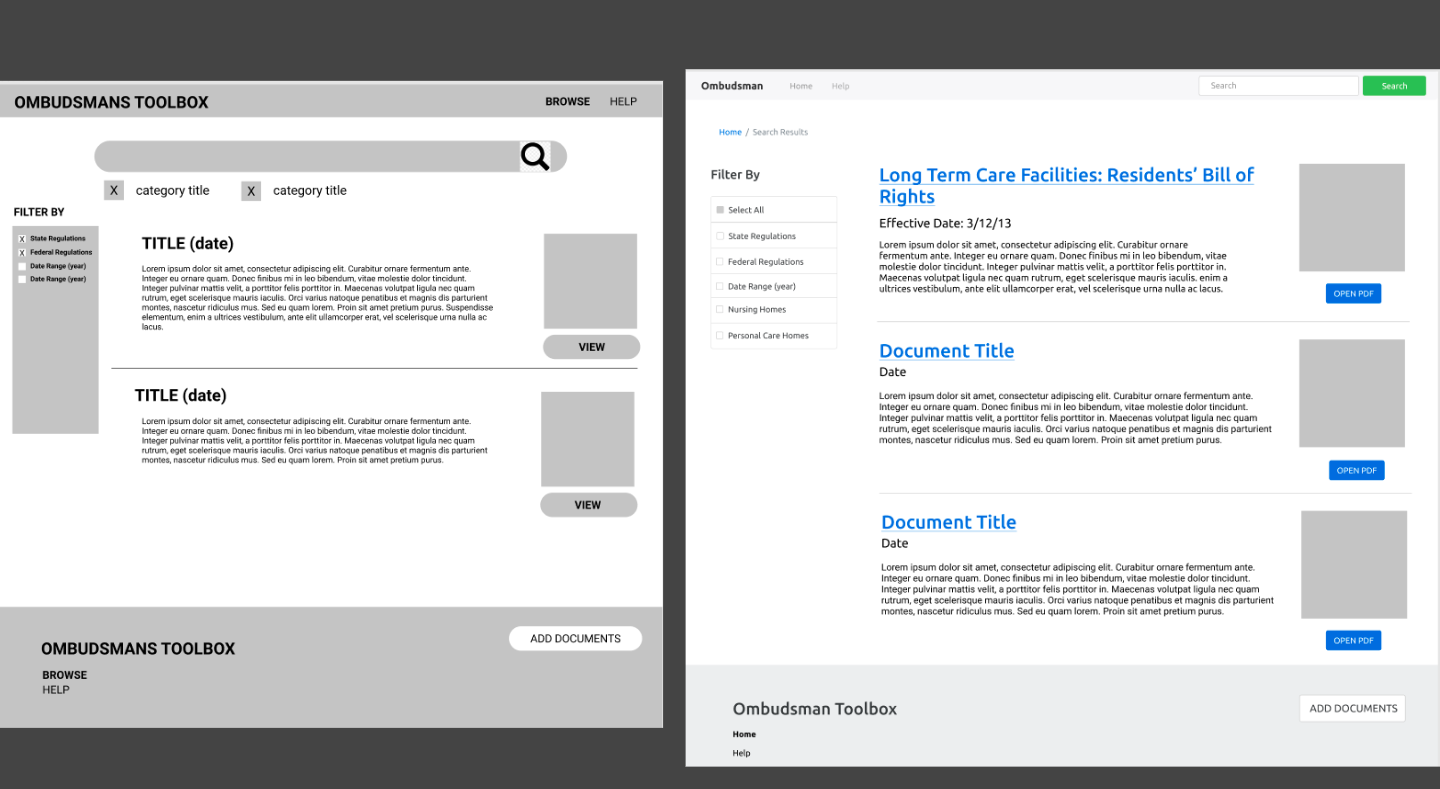 OMBUDSMANS TOOLBOX
BROWSE HELP
X category title X category title
FILTER BY
X State Regulations
X Federal Regulations
Date Range (year)
Date Range (year)
TITLE (date)
Lorem ipsum dolor sit amet, consectetur adipiscing elit. Curabitur ornare fermentum ante.
Integer eu ornare quam. Donec finibus mi in leo bibendum, vitae molestie dolor tincidunt.
Integer pulvinar mattis velit, a porttitor felis porttitor in. Maecenas volutpat ligula nec quam
rutrum, eget scelerisque mauris iaculis. Orci varius natoque penatibus et magnis dis parturient
montes, nascetur ridiculus mus. Sed eu quam lorem. Proin sit amet pretium purus. Suspendisse
elementum, enim a ultrices vestibulum, ante elit ullamcorper erat, vel scelerisque urna nulla ac
lacus.
VIEW
TITLE (date)
Lorem ipsum dolor sit amet, consectetur adipiscing elit. Curabitur ornare fermentum ante.
Integer eu ornare quam. Donec finibus mi in leo bibendum, vitae molestie dolor tincidunt.
Integer pulvinar mattis velit, a porttitor felis porttitor in. Maecenas volutpat ligula nec quam
rutrum, eget scelerisque mauris iaculis. Orci varius natoque penatibus et magnis dis parturient
montes, nascetur ridiculus mus. Sed eu quam lorem. Proin sit amet pretium purus.
VIEW
OMBUDSMANS TOOLBOX
BROWSE
HELP
ADD DOCUMENTS
Ombudsman Home Help Search Search
Home / Search Results
Filter By
Select All
State Regulations
Federal Regulations
Date Range (year)
Nursing Homes
Personal Care Homes
Long Term Care Facilities: Residents’ Bill of
Rights
Effective Date: 3/12/13
Lorem ipsum dolor sit amet, consectetur adipiscing elit. Curabitur ornare
fermentum ante. Integer eu ornare quam. Donec finibus mi in leo bibendum, vitae
molestie dolor tincidunt. Integer pulvinar mattis velit, a porttitor felis porttitor in.
Maecenas volutpat ligula nec quam rutrum, eget scelerisque mauris iaculis. enim a
ultrices vestibulum, ante elit ullamcorper erat, vel scelerisque urna nulla ac lacus.
OPEN PDF
Document Title
Date
Lorem ipsum dolor sit amet, consectetur adipiscing elit. Curabitur ornare fermentum ante.
Integer eu ornare quam. Donec finibus mi in leo bibendum, vitae molestie dolor tincidunt.
Integer pulvinar mattis velit, a porttitor felis porttitor in. Maecenas volutpat ligula nec quam
rutrum, eget scelerisque mauris iaculis. Orci varius natoque penatibus et magnis dis parturient
montes, nascetur ridiculus mus. Sed eu quam lorem. Proin sit amet pretium purus.
OPEN PDF
Document Title
Date
Lorem ipsum dolor sit amet, consectetur adipiscing elit. Curabitur ornare fermentum ante.
Integer eu ornare quam. Donec finibus mi in leo bibendum, vitae molestie dolor tincidunt.
Integer pulvinar mattis velit, a porttitor felis porttitor in. Maecenas volutpat ligula nec quam
rutrum, eget scelerisque mauris iaculis. Orci varius natoque penatibus et magnis dis parturient
montes, nascetur ridiculus mus. Sed eu quam lorem. Proin sit amet pretium purus.
OPEN PDF
Ombudsman Toolbox
Home
Help
ADD DOCUMENTS